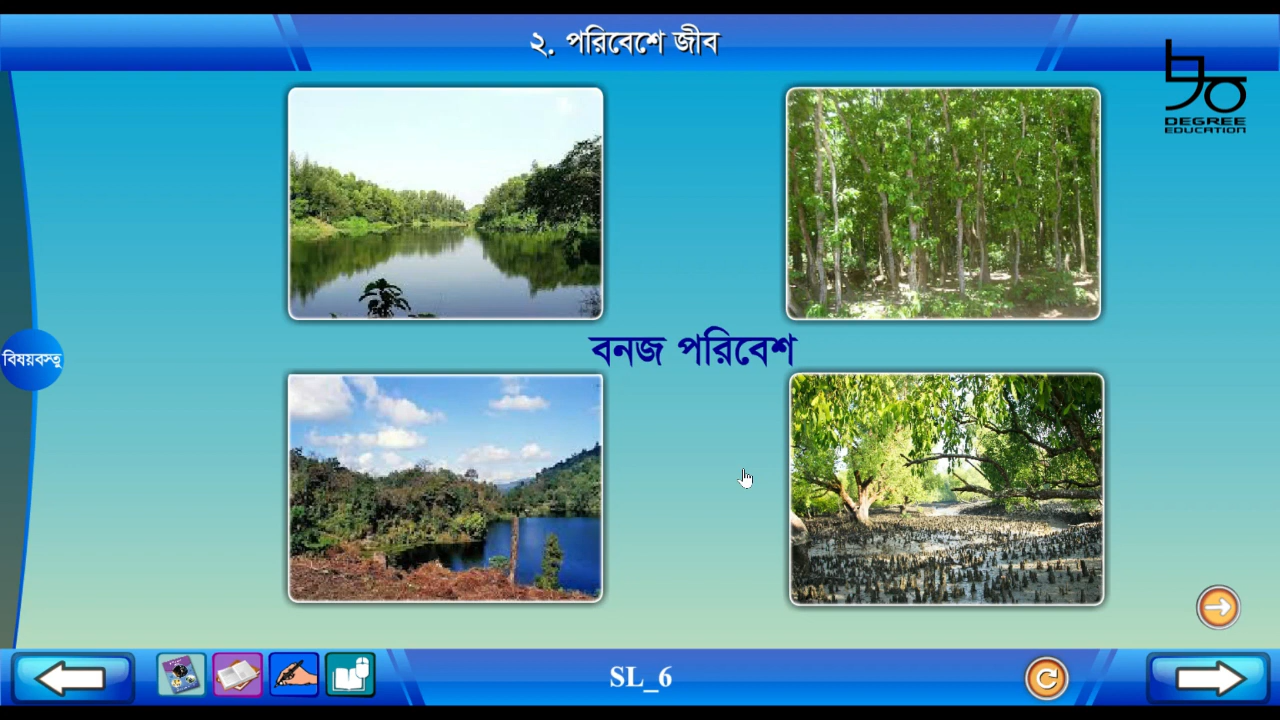 ২. পরিবেশে জীব
DEGREE
EDUCATION
বনজ পরিবেশ
বিষয়বস্তু
SL_6